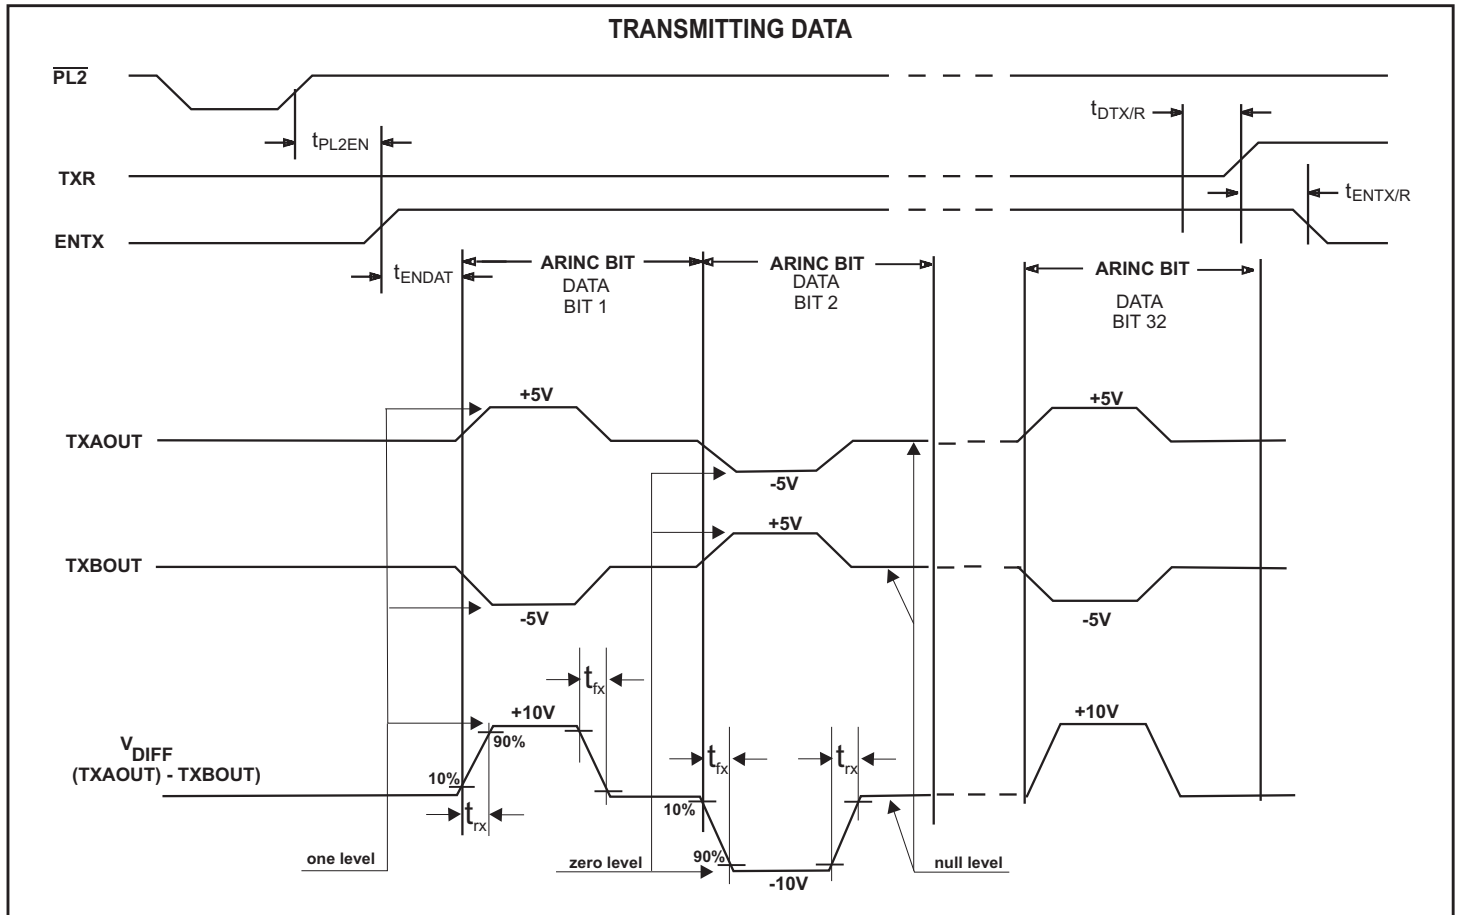 TRANSMITTING DATA
PL2
tDTX/R
tPL2EN
TXR
tENTX/R
ENTX
tENDAT
ARINC BIT
DATA
BIT 1
ARINC BIT
DATA
BIT 2
ARINC BIT
DATA
BIT 32
+5V
+5V
TXAOUT
-5V
+5V
TXBOUT
-5V
-5V
tfx
+10V
+10V
VDIFF
(TXAOUT) - TXBOUT)
90%
tfx
trx
10%
10%
trx
one level
zero level
90%
null level
-10V